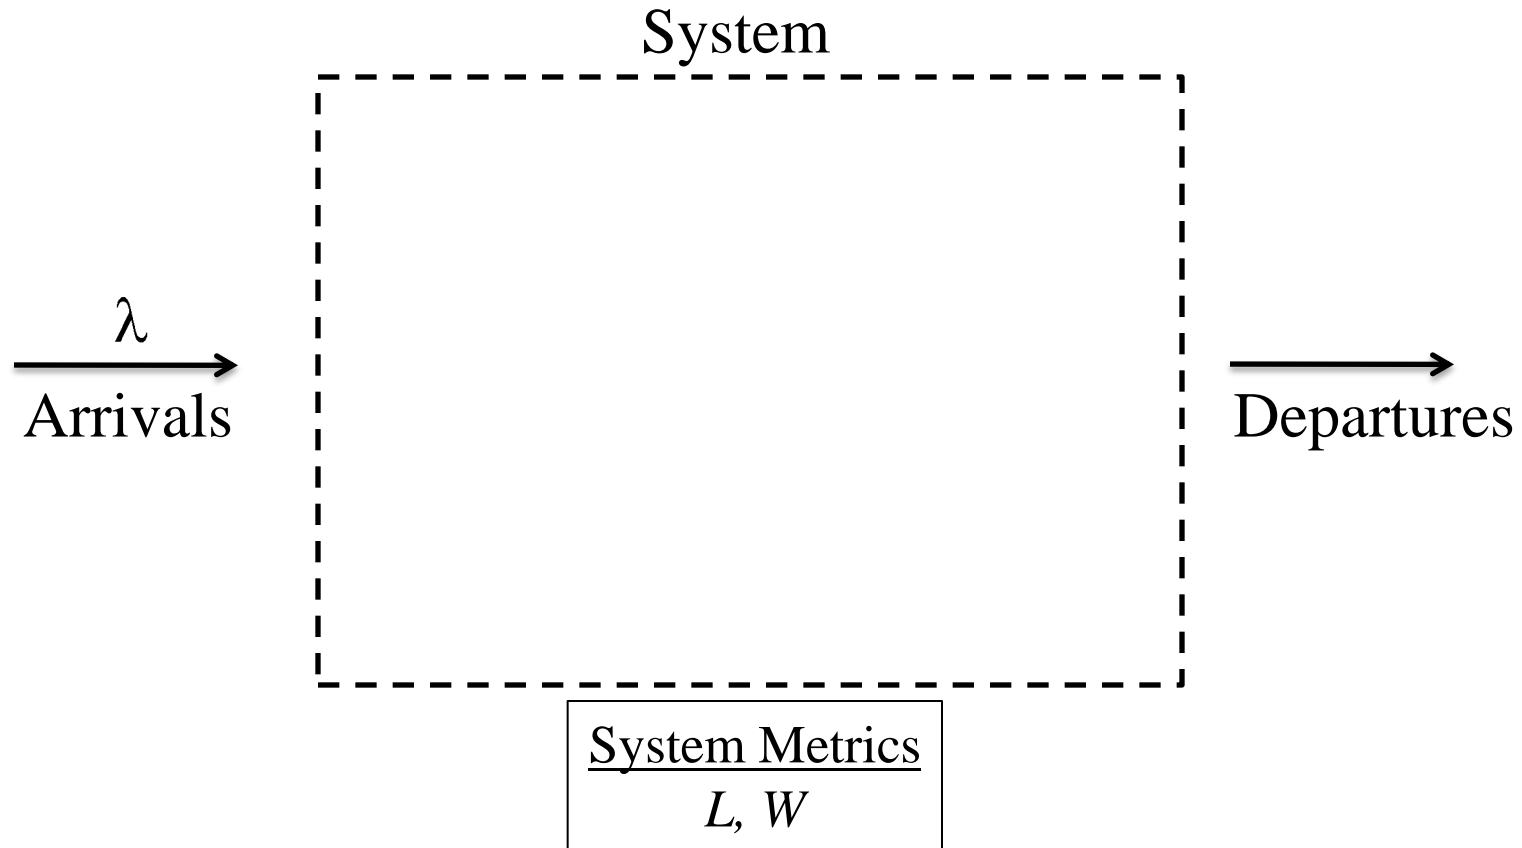 System
λ
Arrivals
Departures
System Metrics
L, W